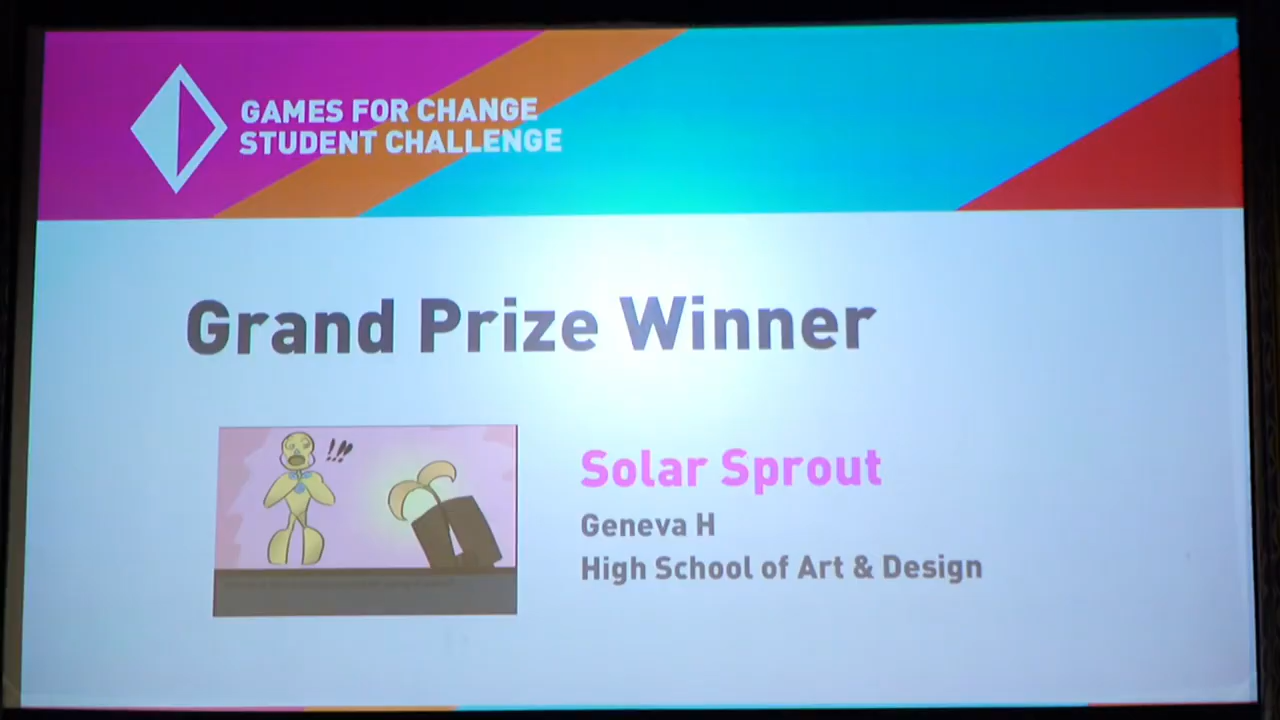 GAMES FOR CHANGE
STUDENT CHALLENGE
Grand Prize Winner
!!!
Solar Sprout
Geneva H
High School of Art & Design